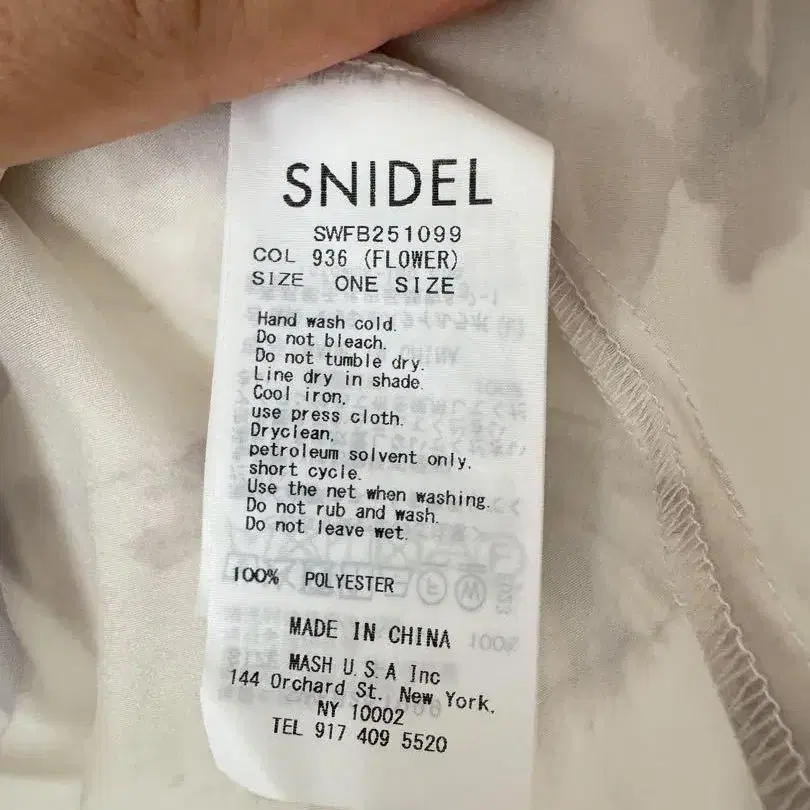 SNIDEL
SWFB251099
COL 936 (FLOWER)
SIZE ONE SIZE
Hand wash cold.
Do not bleach.
Do not tumble dry.
Line dry in shade.
Cool iron,
use press cloth.
Dryclean,
petroleum solvent only,
short cycle.
Use the net when washing.
Do not rub and wash.
Do not leave wet.
100% POLYESTER
MADE IN CHINA
MASH U.S.A Inc
144 Orchard St. New York,
NY 10002
TEL 917 409 5520